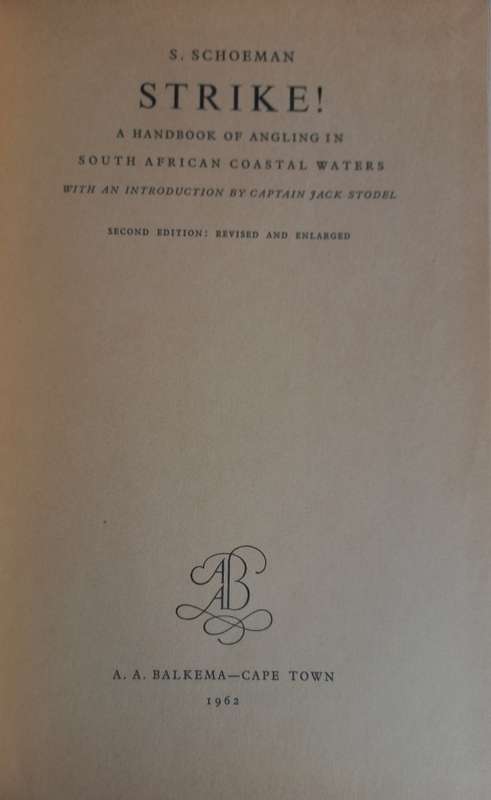 S. SCHOEMAN
STRIKE!
A HANDBOOK OF ANGLING IN
SOUTH AFRICAN COASTAL WATERS
WITH AN INTRODUCTION BY CAPTAIN JACK STODEL
SECOND EDITION: REVISED AND ENLARGED
AAB
A. A. BALKEMA—CAPE TOWN
1962